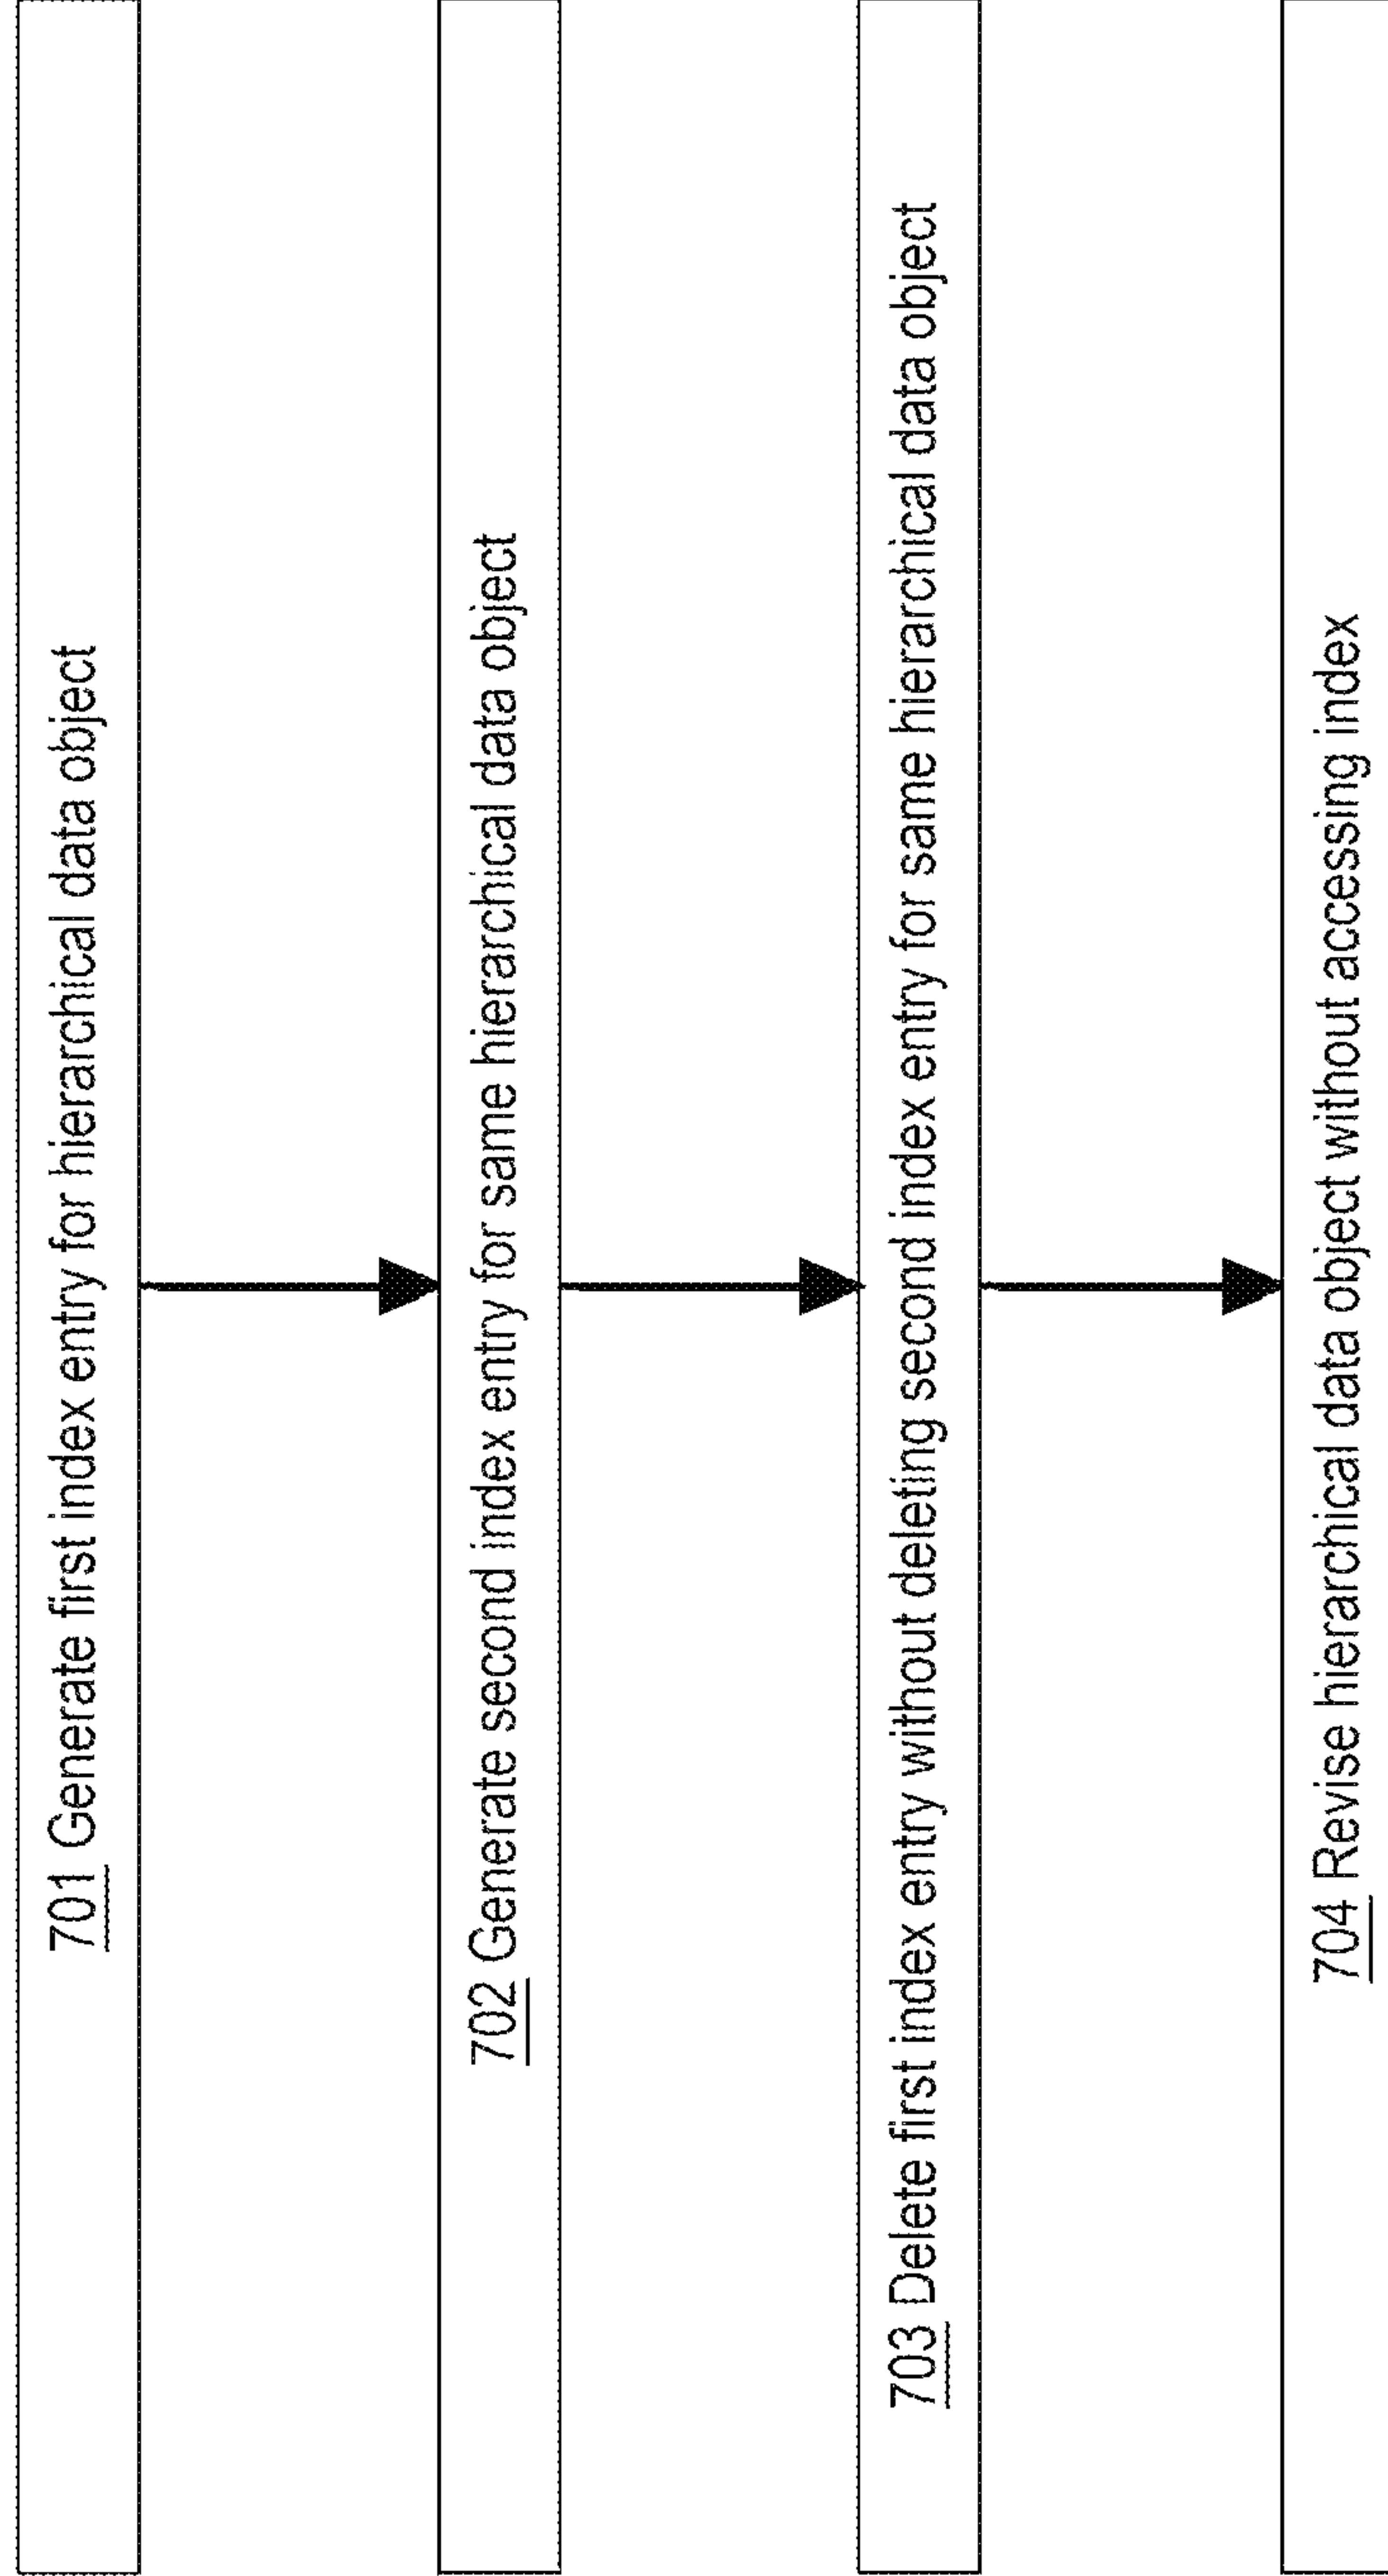 701 Generate first index entry for hierarchical data object
702 Generate second index entry for same hierarchical data object
703 Delete first index entry without deleting second index entry for same hierarchical data object
704 Revise hierarchical data object without accessing index